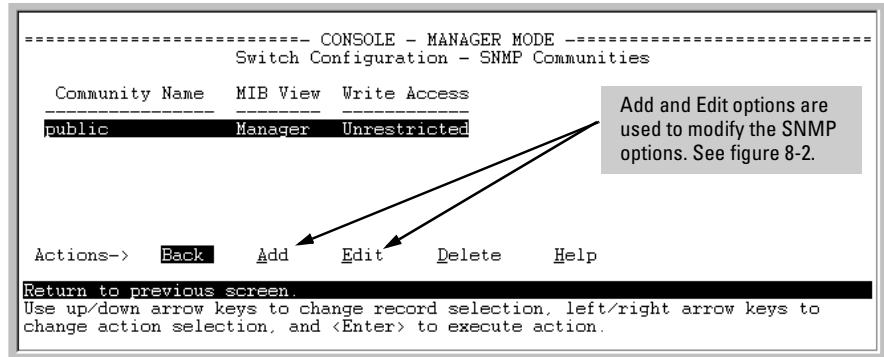 ===========================- CONSOLE - MANAGER MODE -============================
Switch Configuration - SNMP Communities
Community Name MIB View Write Access
---------------- -------- ------------
public Manager Unrestricted
Add and Edit options are
used to modify the SNMP
options. See figure 8-2.
Actions-> Back Add Edit Delete Help
Return to previous screen.
Use up/down arrow keys to change record selection, left/right arrow keys to
change action selection, and <Enter> to execute action.